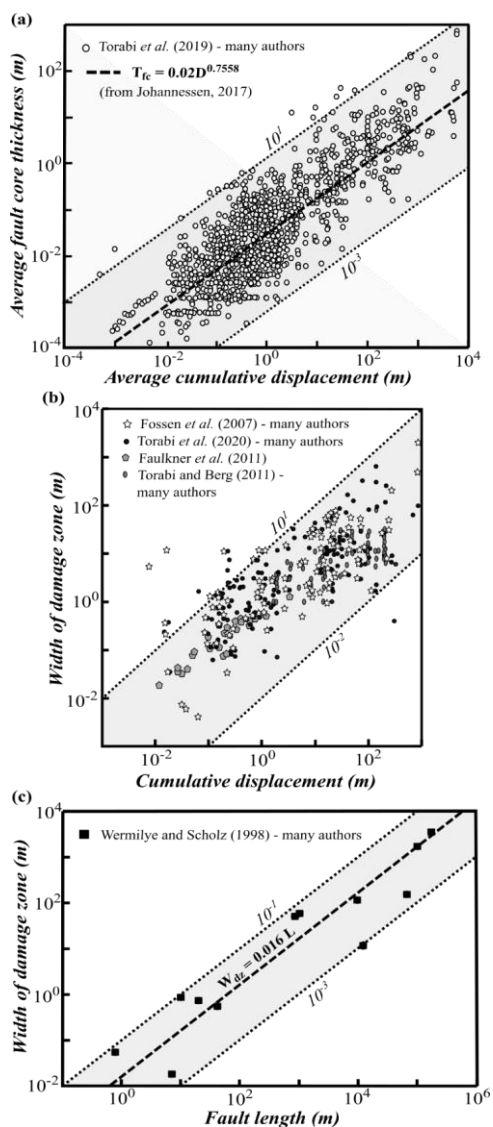 (a)
Torabi et al. (2019) - many authors
T_fc = 0.02D^0.7558
(from Johannessen, 2017)
10^1
10^-3
Average fault core thickness (m)
10^2
10^0
10^-2
10^-4
10^-4
10^-2
10^0
10^2
10^4
Average cumulative displacement (m)
(b)
Fossen et al. (2007) - many authors
Torabi et al. (2020) - many authors
Faulkner et al. (2011)
Torabi and Berg (2011) -
many authors
10^1
10^-2
Width of damage zone (m)
10^4
10^2
10^0
10^-2
10^-2
10^0
10^2
Cumulative displacement (m)
(c)
Wermilye and Scholz (1998) - many authors
10^-1
W_dz = 0.016 L
10^-3
Width of damage zone (m)
10^4
10^2
10^0
10^-2
10^0
10^2
10^4
10^6
Fault length (m)